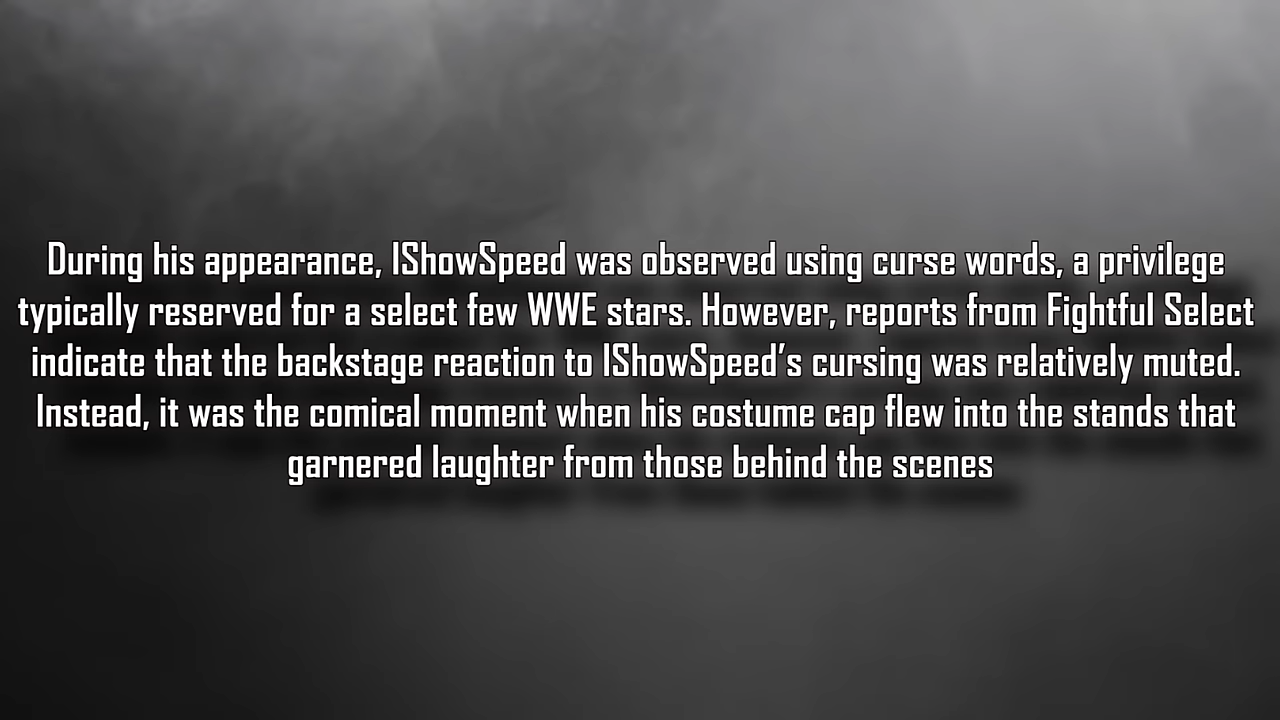 During his appearance, IShowSpeed was observed using curse words, a privilege
typically reserved for a select few WWE stars. However, reports from Fightful Select
indicate that the backstage reaction to IShowSpeed’s cursing was relatively muted.
Instead, it was the comical moment when his costume cap flew into the stands that
garnered laughter from those behind the scenes